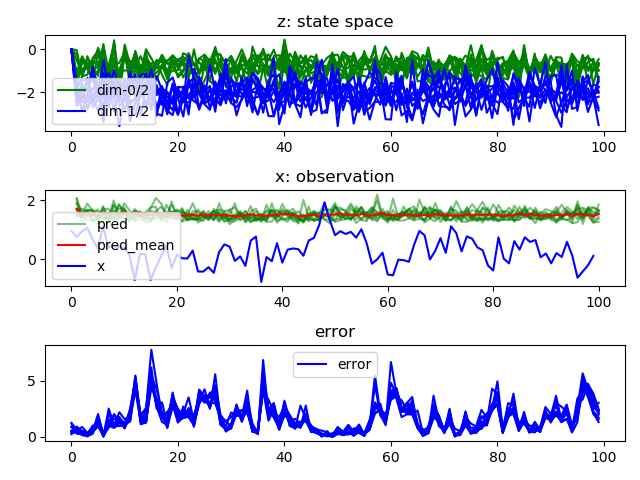 z: state space
0
−2
dim-0/2
dim-1/2
0 20 40 60 80 100
x: observation
2
0
pred
pred_mean
x
0 20 40 60 80 100
error
5
0
error
0 20 40 60 80 100